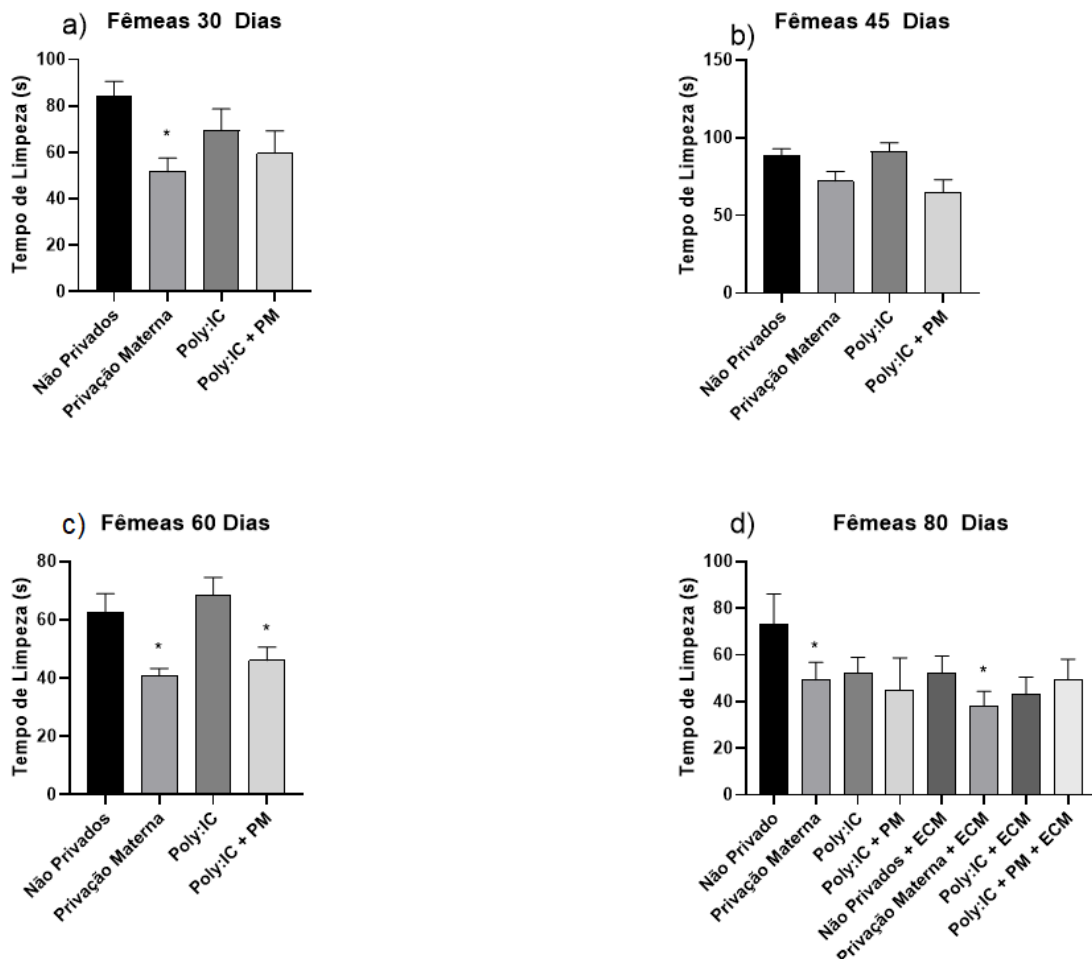 a) Fêmeas 30 Dias
Tempo de Limpeza (s)
100
80
60
40
20
0
*
Não Privados
Privação Materna
Poly:IC
Poly:IC + PM
b) Fêmeas 45 Dias
Tempo de Limpeza (s)
150
100
50
0
Não Privados
Privação Materna
Poly:IC
Poly:IC + PM
c) Fêmeas 60 Dias
Tempo de Limpeza (s)
80
60
40
20
0
*
*
Não Privados
Privação Materna
Poly:IC
Poly:IC + PM
d) Fêmeas 80 Dias
Tempo de Limpeza (s)
100
80
60
40
20
0
*
*
Não Privado
Privação Materna
Poly:IC
Poly:IC + PM
Não Privados + ECM
Privação Materna + ECM
Poly:IC + ECM
Poly:IC + PM + ECM